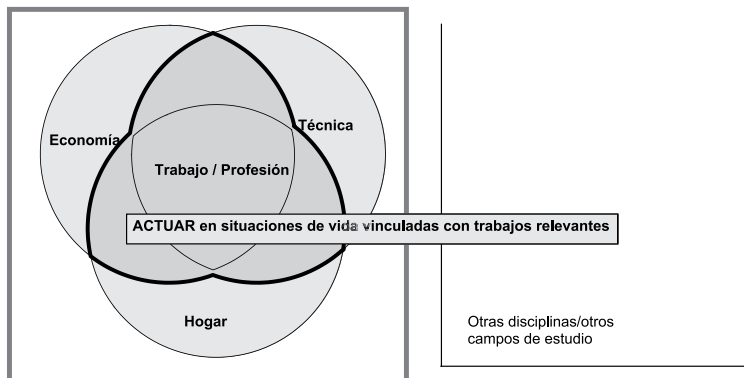 Economía
Técnica
Trabajo / Profesión
ACTUAR en situaciones de vida vinculadas con trabajos relevantes
Hogar
Otras disciplinas/otros
campos de estudio